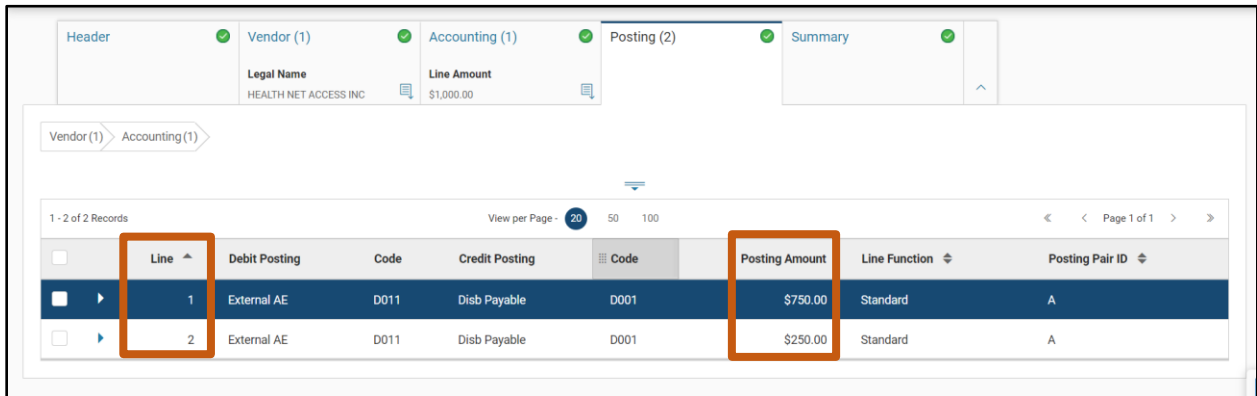 Header Vendor (1) Accounting (1) Posting (2) Summary
Legal Name Line Amount
HEALTH NET ACCESS INC $1,000.00
Vendor (1) Accounting (1)
1 - 2 of 2 Records View per Page - 20 50 100 Page 1 of 1
Line Debit Posting Code Credit Posting Code Posting Amount Line Function Posting Pair ID
1 External AE D011 Disb Payable D001 $750.00 Standard A
2 External AE D011 Disb Payable D001 $250.00 Standard A